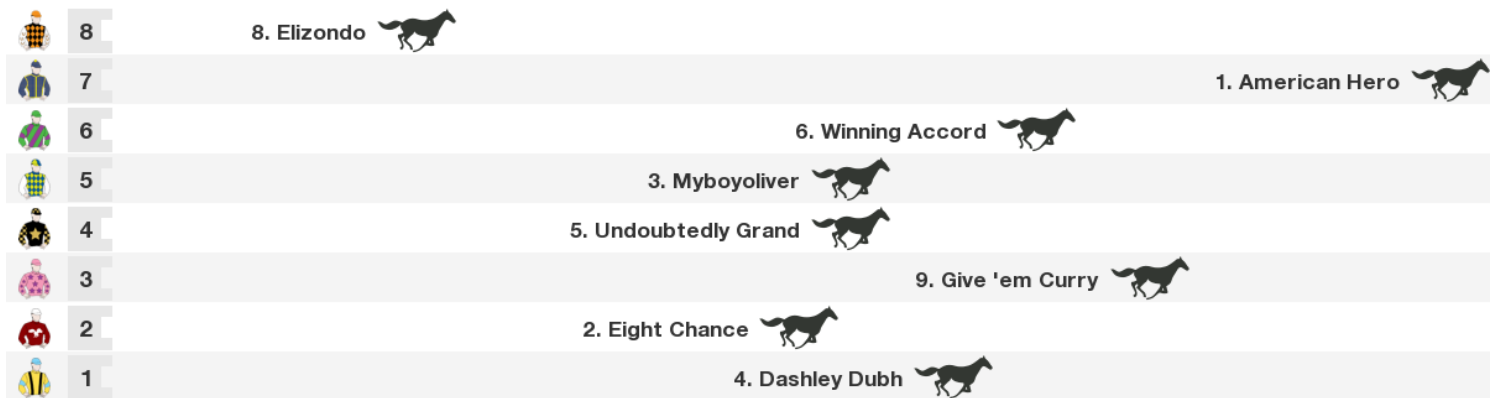 8 8. Elizondo
7 1. American Hero
6 6. Winning Accord
5 3. Myboyoliver
4 5. Undoubtedly Grand
3 9. Give 'em Curry
2 2. Eight Chance
1 4. Dashley Dubh